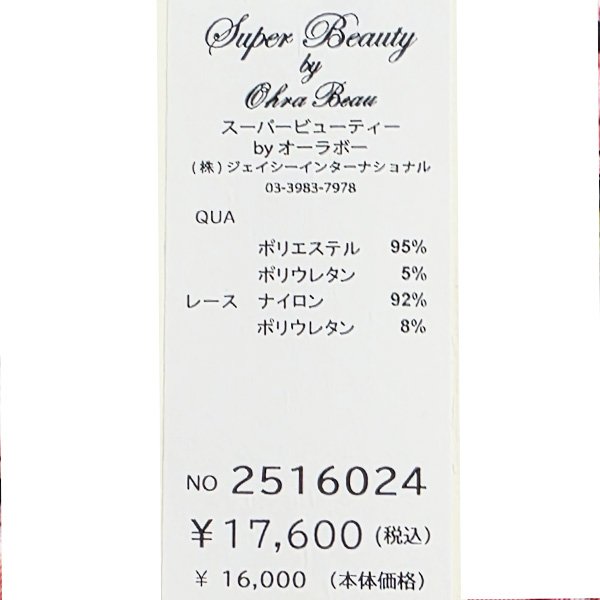 Super Beauty
by
Ohra Beau
スーパービューティー
by オーラボー
(株)ジェイシーインターナショナル
03-3983-7978
QUA
ポリエステル 95%
ポリウレタン 5%
レース ナイロン 92%
ポリウレタン 8%
NO 2516024
¥17,600 (税込)
¥ 16,000 (本体価格)